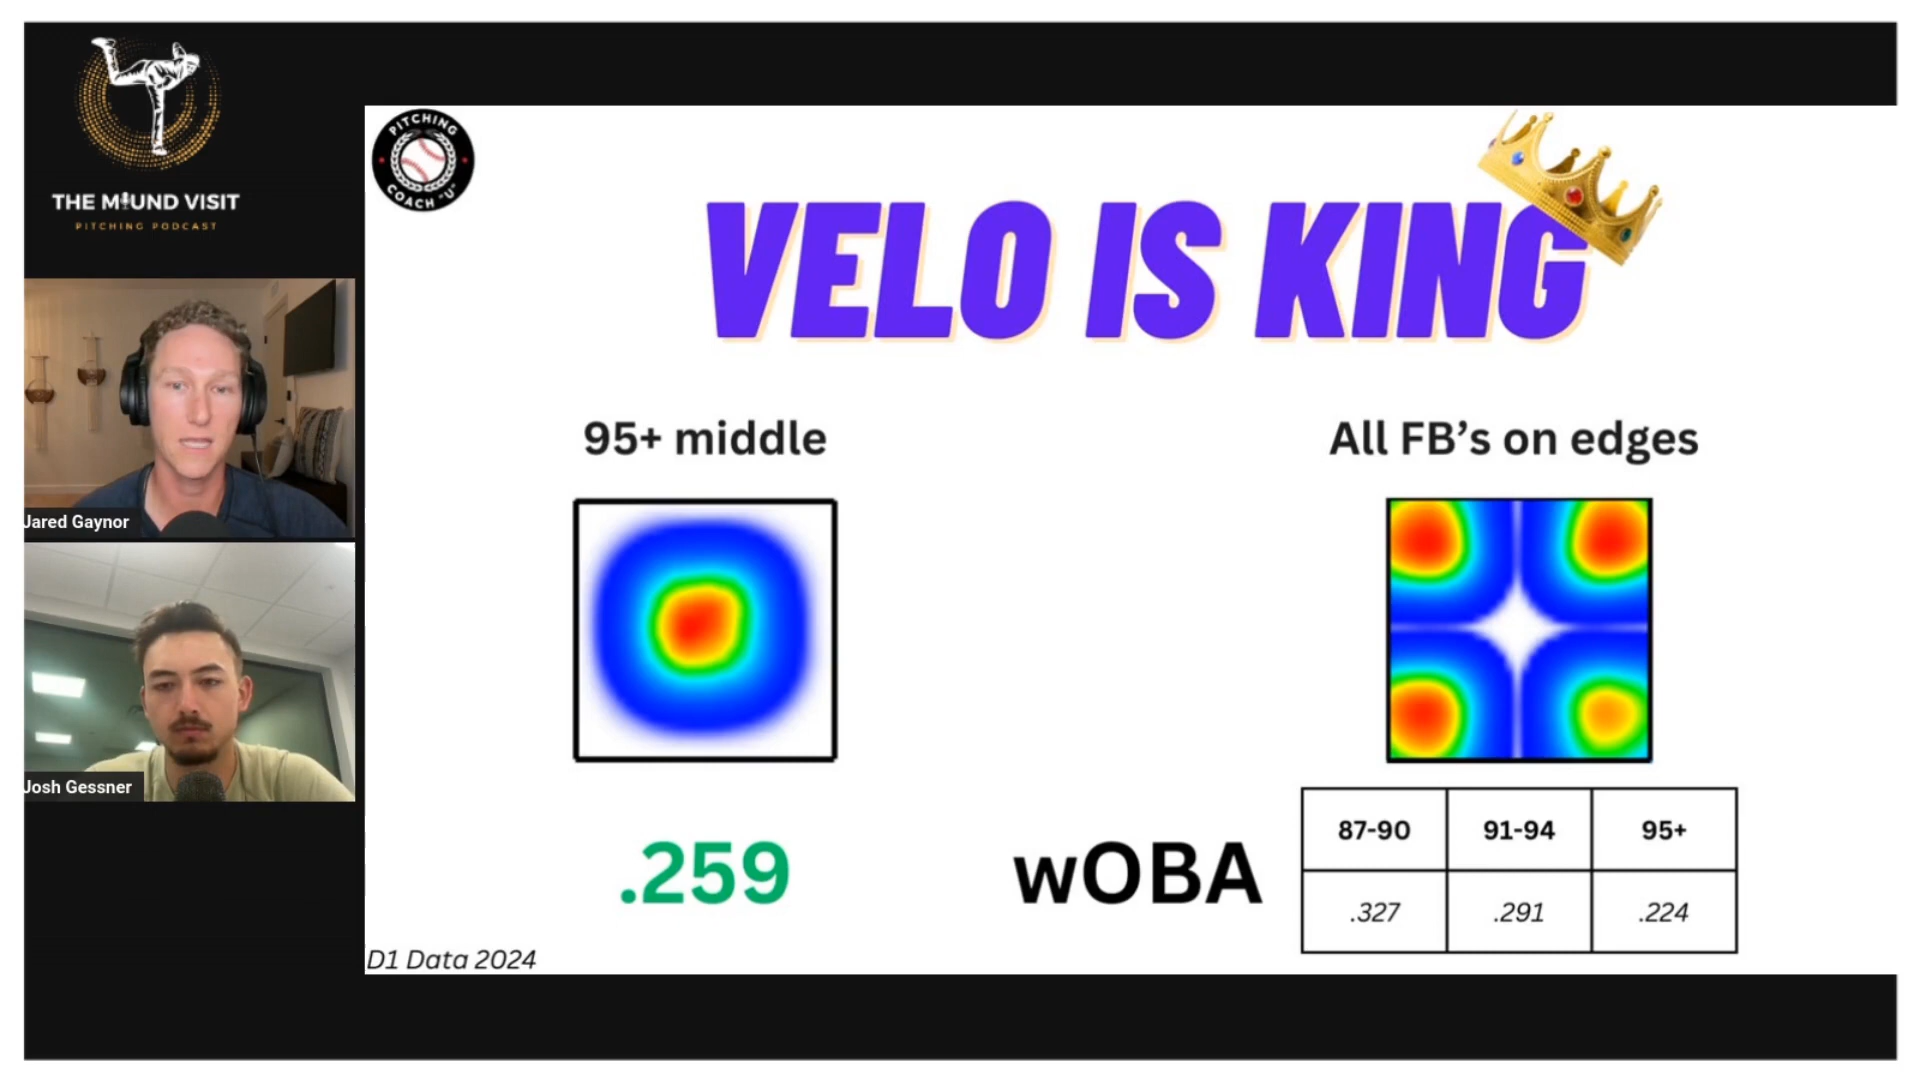 THE MOUND VISIT
PITCHING PODCAST
Jared Gaynor
Josh Gessner
PITCHING
COACH "U"
VELO IS KING
95+ middle
All FB's on edges
.259
wOBA
87-90 91-94 95+
.327 .291 .224
D1 Data 2024